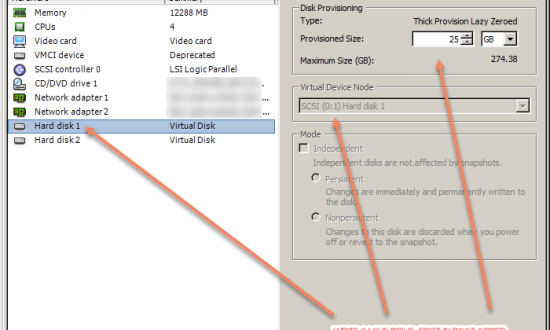 Memory 12288 MB
CPUs 4
Video card Video card
VMCI device Deprecated
SCSI controller 0 LSI Logic Parallel
CD/DVD drive 1
Network adapter 1
Network adapter 2
Hard disk 1 Virtual Disk
Hard disk 2 Virtual Disk
Disk Provisioning
Type: Thick Provision Lazy Zeroed
Provisioned Size: 25 GB
Maximum Size (GB): 274.38
Virtual Device Node
SCSI (0:1) Hard disk 1
Mode
Independent
Independent disks are not affected by snapshots.
Persistent
Changes are immediately and permanently written to
the disk.
Nonpersistent
Changes to this disk are discarded when you power
off or revert to the snapshot.